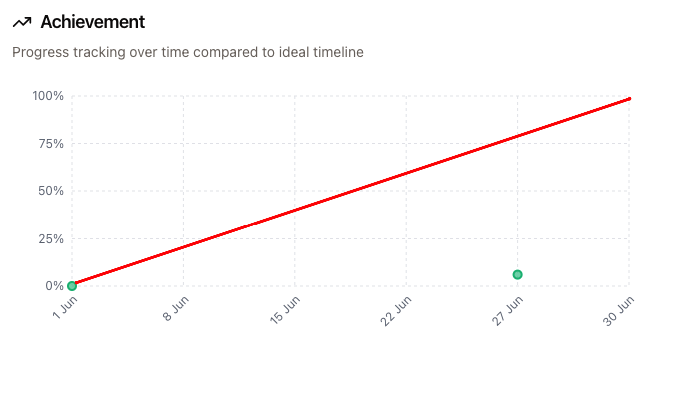 Achievement
Progress tracking over time compared to ideal timeline
100%
75%
50%
25%
0%
1 Jun
8 Jun
15 Jun
22 Jun
27 Jun
30 Jun